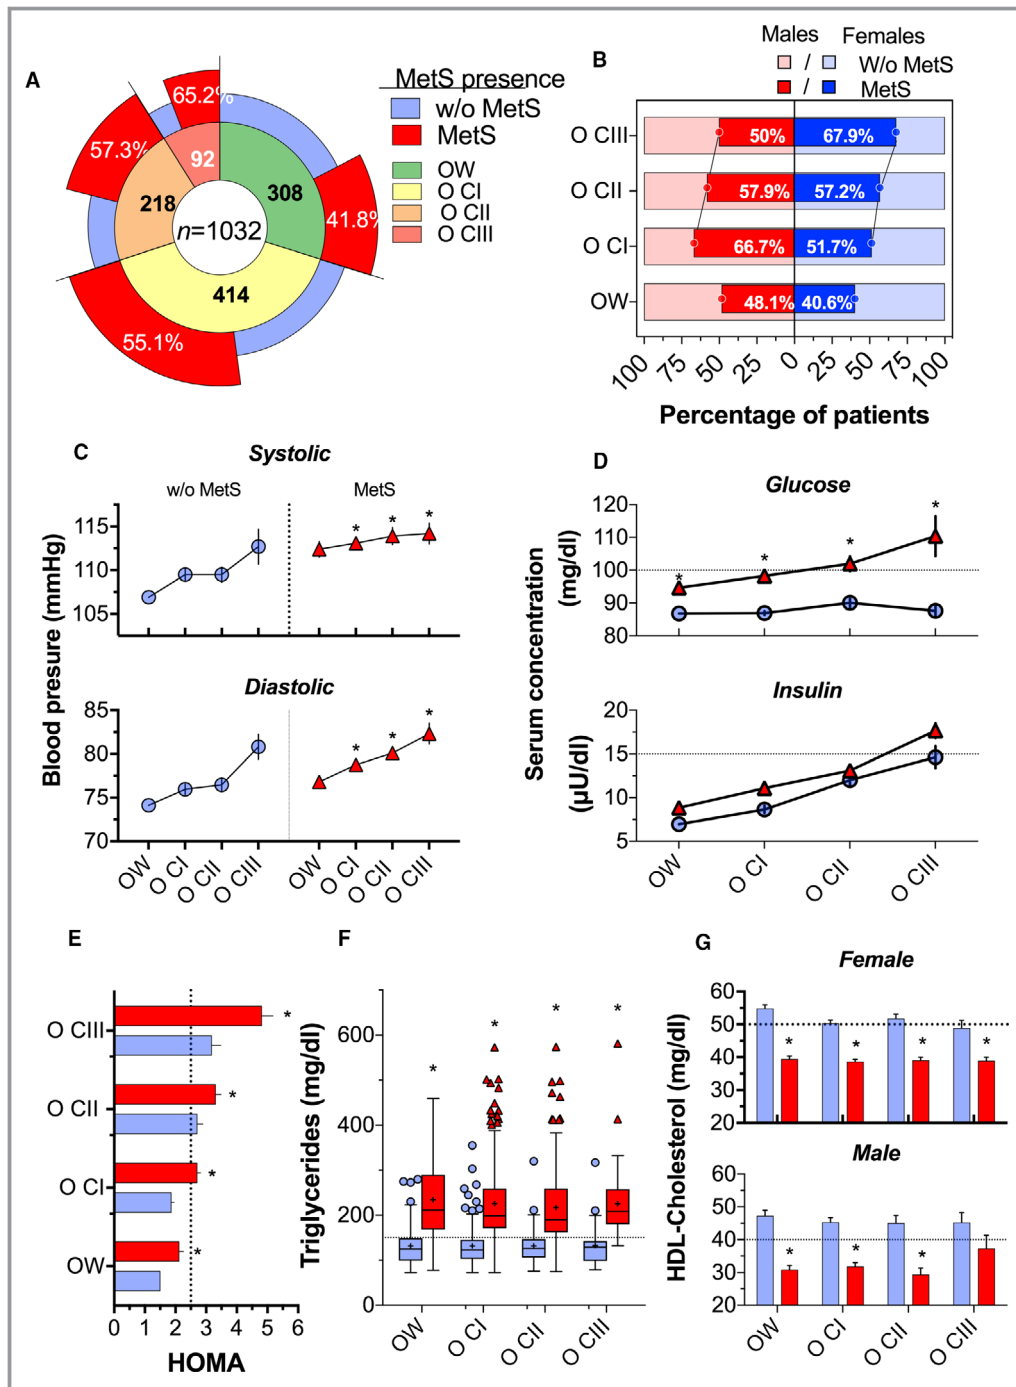 A
MetS presence
w/o MetS
MetS
OW
O CI
O CII
O CIII
65.2%
57.3%
92
218
308
41.8%
n=1032
414
55.1%
B
Males Females
/ W/o MetS
/ MetS
O CIII 50% 67.9%
O CII 57.9% 57.2%
O CI 66.7% 51.7%
OW 48.1% 40.6%
100 75 50 25 0 25 50 75 100
Percentage of patients
C
Systolic
w/o MetS MetS
115
110
105
* * *
Blood presure (mmHg)
Diastolic
85
80
75
70
* * *
OW O CI O CII O CIII OW O CI O CII O CIII
D
Glucose
120
100
90
80
* * * *
Serum concentration
(mg/dl)
Insulin
20
15
10
5
(µU/dl)
OW O CI O CII O CIII
E
O CIII *
O CII *
O CI *
OW *
0 1 2 3 4 5 6
HOMA
F
Triglycerides (mg/dl)
600
400
200
0
* * * *
OW O CI O CII O CIII
G
Female
60
50
40
30
20
* * * *
HDL-Cholesterol (mg/dl)
Male
60
50
40
30
20
* * *
OW O CI O CII O CIII